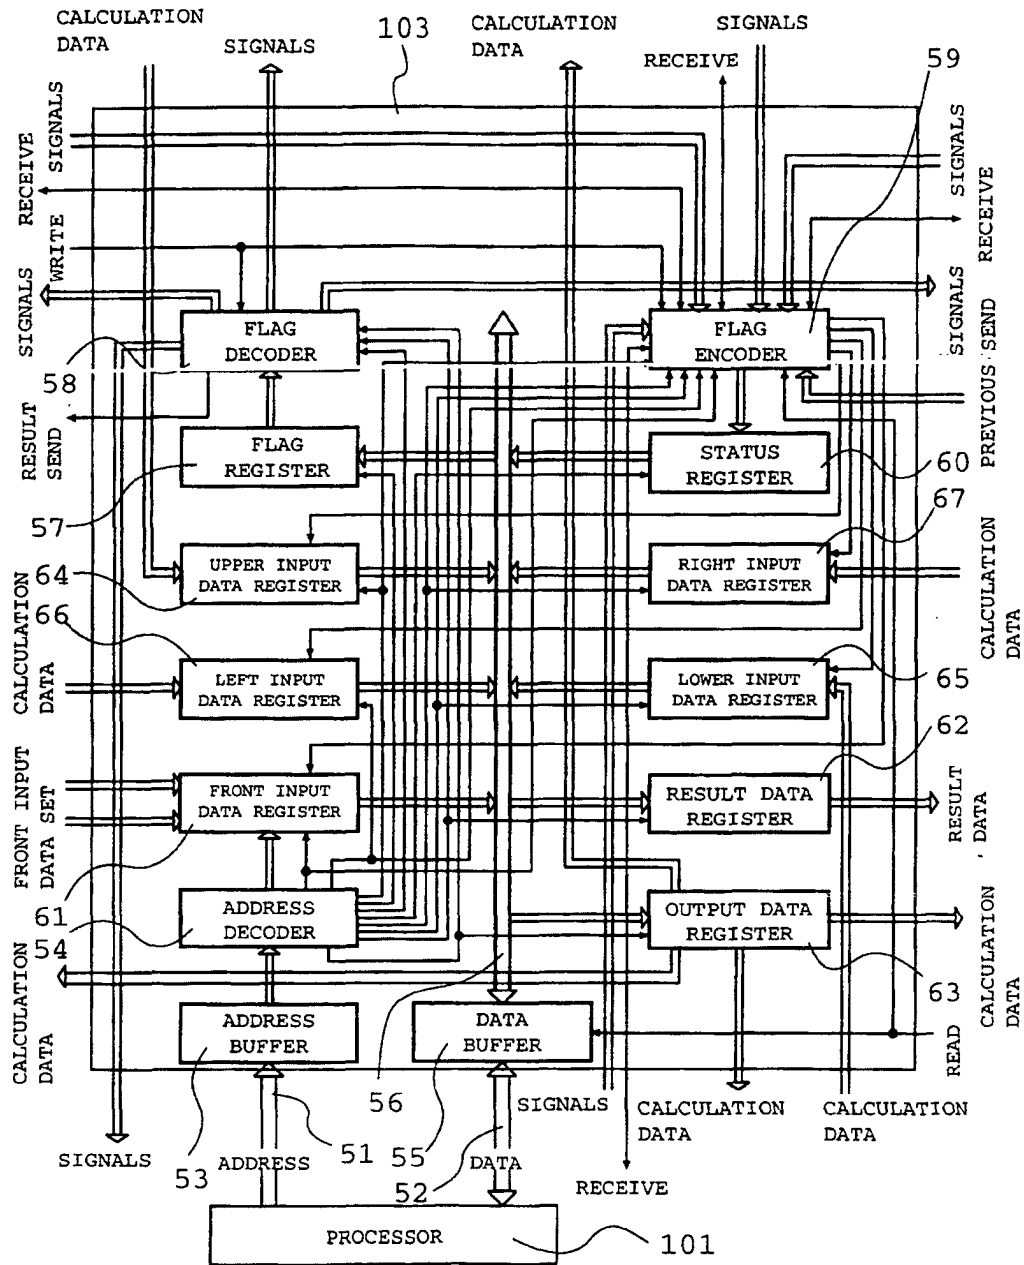 CALCULATION
DATA
SIGNALS
103
CALCULATION
DATA
RECEIVE
SIGNALS
59
SIGNALS
RECEIVE
WRITE
SIGNALS
SIGNALS
RECEIVE
SIGNALS
PREVIOUS SEND
FLAG
DECODER
FLAG
ENCODER
58
RESULT
SEND
FLAG
REGISTER
STATUS
REGISTER
60
57
67
UPPER INPUT
DATA REGISTER
RIGHT INPUT
DATA REGISTER
64
CALCULATION
DATA
66
CALCULATION
DATA
LEFT INPUT
DATA REGISTER
LOWER INPUT
DATA REGISTER
65
62
FRONT INPUT
DATA SET
FRONT INPUT
DATA REGISTER
RESULT DATA
REGISTER
RESULT
DATA
61
ADDRESS
DECODER
OUTPUT DATA
REGISTER
54
63
CALCULATION
DATA
CALCULATION
DATA
ADDRESS
BUFFER
DATA
BUFFER
READ
53
51
56
55
52
SIGNALS
CALCULATION
DATA
CALCULATION
DATA
SIGNALS
ADDRESS
DATA
RECEIVE
PROCESSOR
101